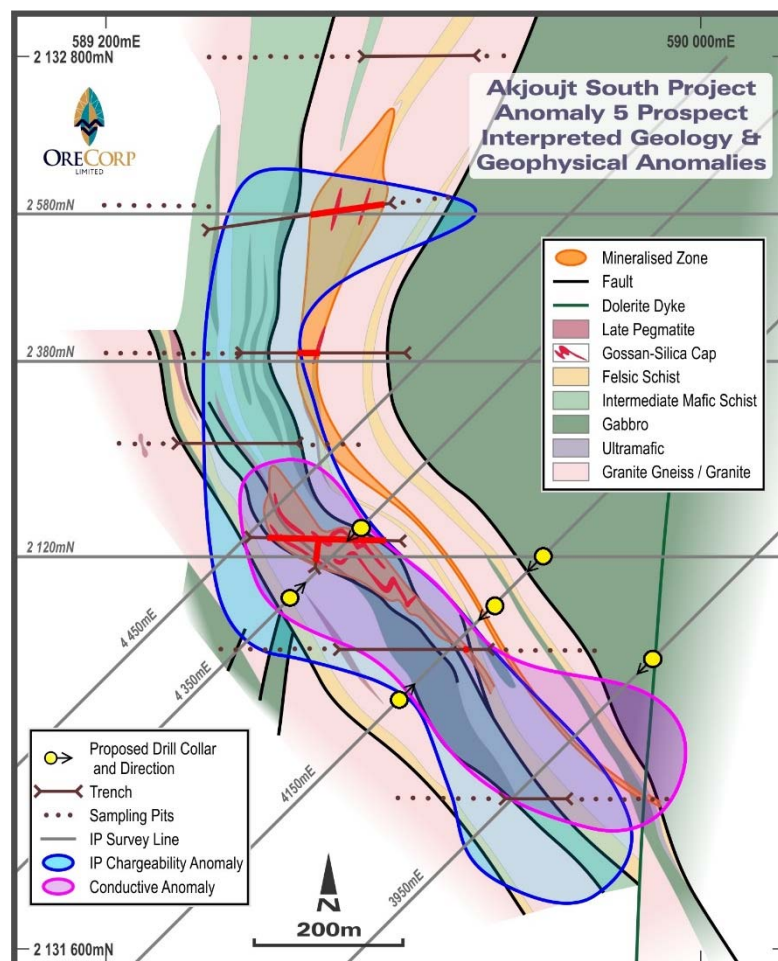 589 200mE
590 000mE
2 132 800mN
Akjoujt South Project
Anomaly 5 Prospect
Interpreted Geology &
Geophysical Anomalies
ORECORP
LIMITED
2 580mN
Mineralised Zone
Fault
Dolerite Dyke
Late Pegmatite
Gossan-Silica Cap
Felsic Schist
Intermediate Mafic Schist
Gabbro
Ultramafic
Granite Gneiss / Granite
2 380mN
2 120mN
4 450mE
4 350mE
4150mE
3950mE
Proposed Drill Collar
and Direction
Trench
Sampling Pits
IP Survey Line
IP Chargeability Anomaly
Conductive Anomaly
N
200m
2 131 600mN